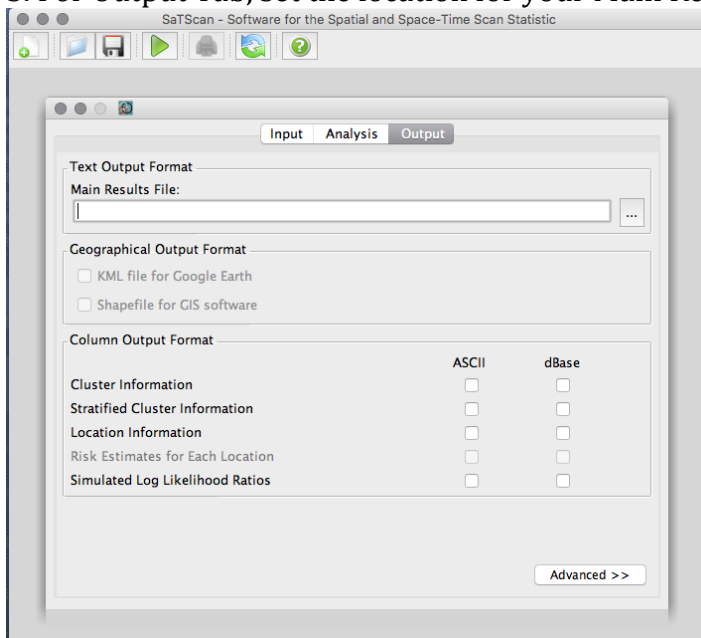 SaTScan - Software for the Spatial and Space-Time Scan Statistic
Input Analysis Output
Text Output Format
Main Results File:
...
Geographical Output Format
KML file for Google Earth
Shapefile for GIS software
Column Output Format
ASCII dBase
Cluster Information
Stratified Cluster Information
Location Information
Risk Estimates for Each Location
Simulated Log Likelihood Ratios
Advanced >>